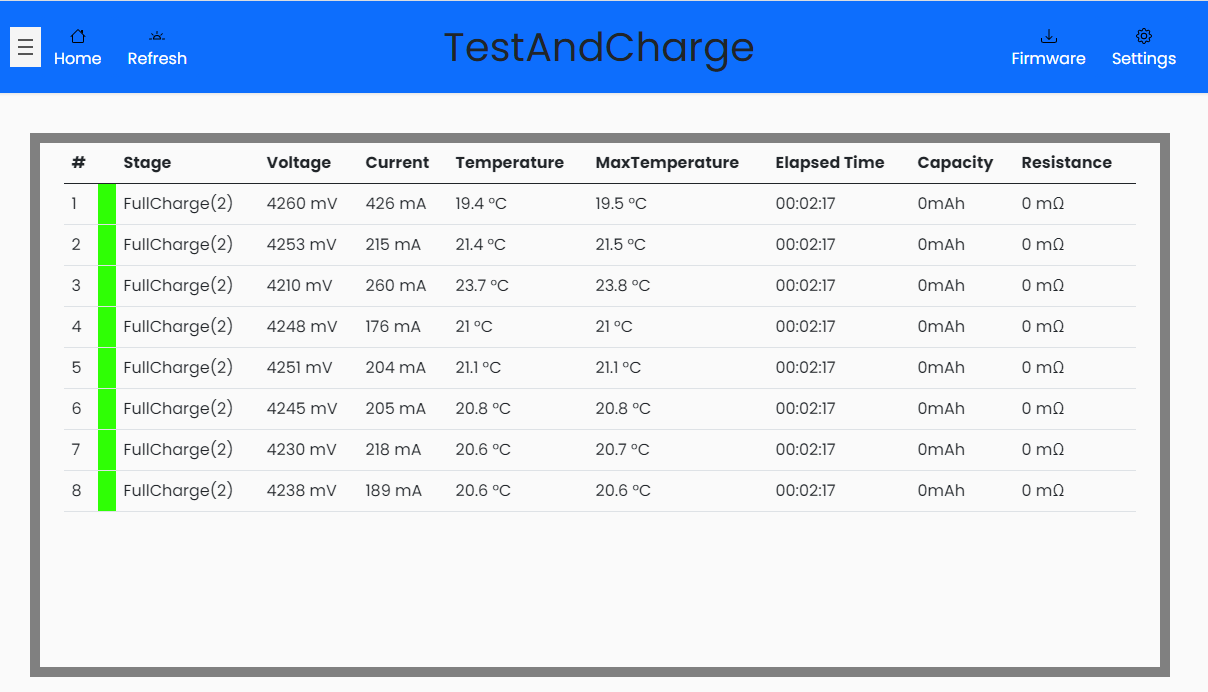 Home Refresh TestAndCharge Firmware Settings
# Stage Voltage Current Temperature MaxTemperature Elapsed Time Capacity Resistance
1 FullCharge(2) 4260 mV 426 mA 19.4 °C 19.5 °C 00:02:17 0mAh 0 mΩ
2 FullCharge(2) 4253 mV 215 mA 21.4 °C 21.5 °C 00:02:17 0mAh 0 mΩ
3 FullCharge(2) 4210 mV 260 mA 23.7 °C 23.8 °C 00:02:17 0mAh 0 mΩ
4 FullCharge(2) 4248 mV 176 mA 21 °C 21 °C 00:02:17 0mAh 0 mΩ
5 FullCharge(2) 4251 mV 204 mA 21.1 °C 21.1 °C 00:02:17 0mAh 0 mΩ
6 FullCharge(2) 4245 mV 205 mA 20.8 °C 20.8 °C 00:02:17 0mAh 0 mΩ
7 FullCharge(2) 4230 mV 218 mA 20.6 °C 20.7 °C 00:02:17 0mAh 0 mΩ
8 FullCharge(2) 4238 mV 189 mA 20.6 °C 20.6 °C 00:02:17 0mAh 0 mΩ